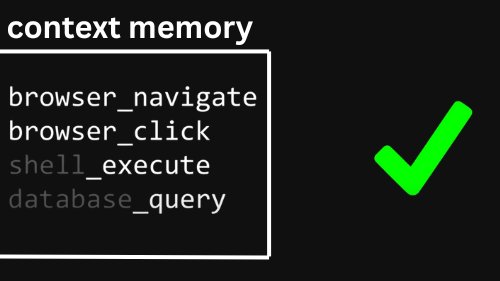 context memory
browser_navigate
browser_click
shell_execute
database_query